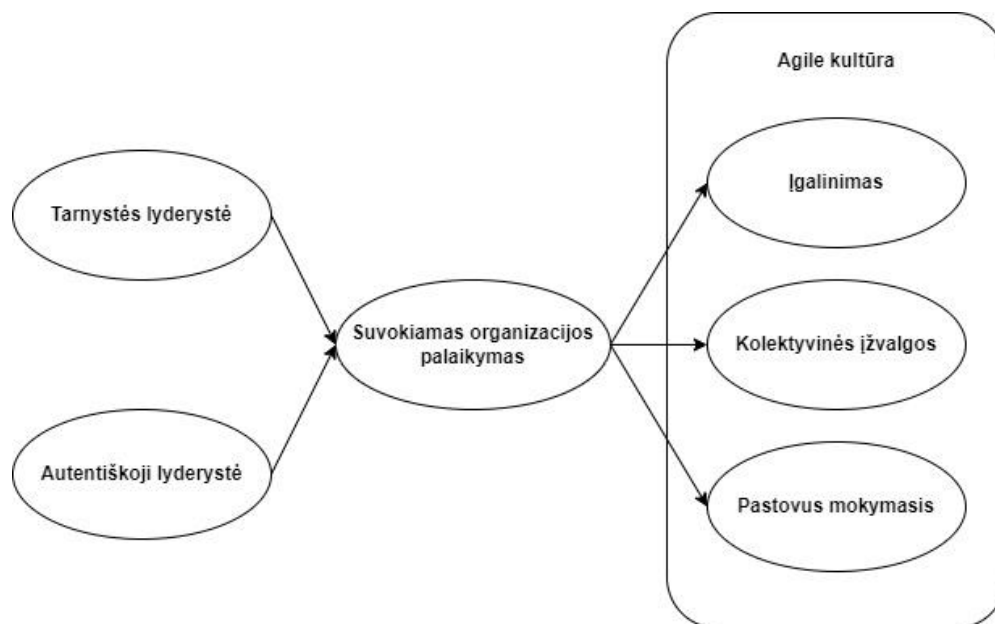 Agile kultūra
Tarnystės lyderystė
Įgalinimas
Suvokiamas organizacijos
palaikymas
Kolektyvinės įžvalgos
Autentiškoji lyderystė
Pastovus mokymasis